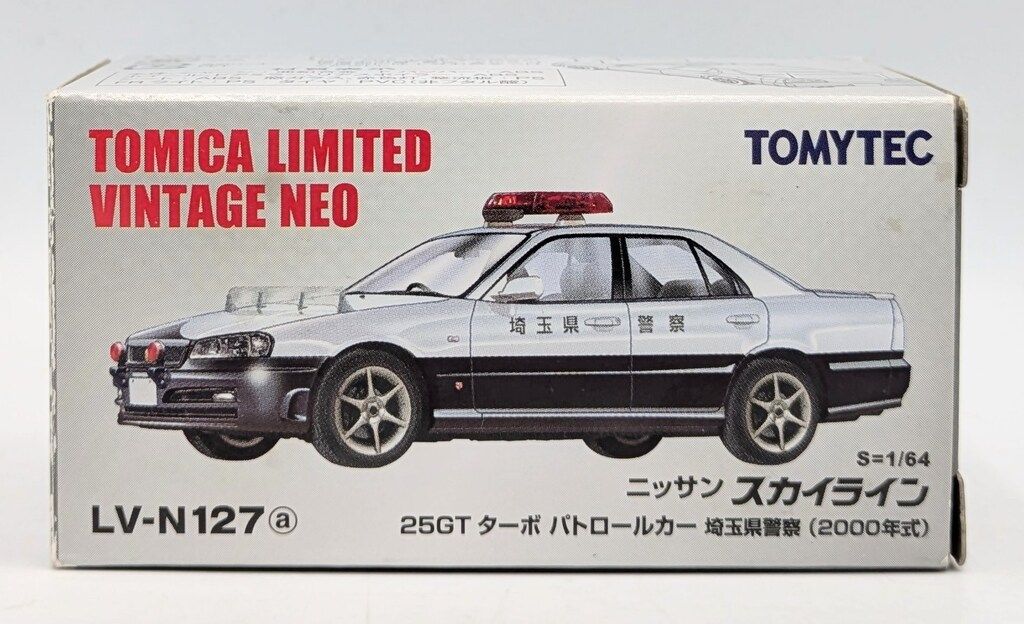 TOMICA LIMITED
VINTAGE NEO
TOMYTEC
埼玉県 警察
S=1/64
ニッサン スカイライン
LV-N127ⓐ
25GT ターボ パトロールカー 埼玉県警察 (2000年式)